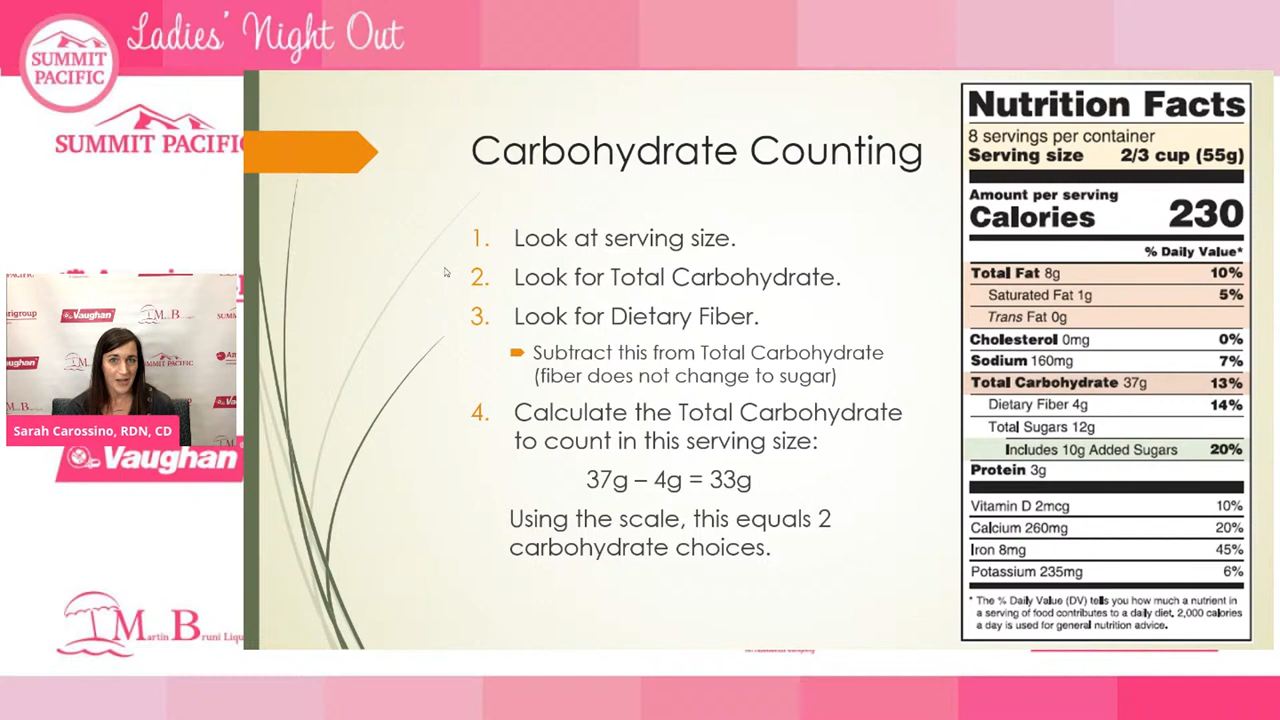 Ladies' Night Out
SUMMIT
PACIFIC
SUMMIT PACIFIC
Vaughan
Martin Bruni Liqu
Vaughan
M B
SUMMIT PACIFIC
Sarah Carossino, RDN, CD
Carbohydrate Counting
1. Look at serving size.
2. Look for Total Carbohydrate.
3. Look for Dietary Fiber.
Subtract this from Total Carbohydrate
(fiber does not change to sugar)
4. Calculate the Total Carbohydrate
to count in this serving size:
37g – 4g = 33g
Using the scale, this equals 2
carbohydrate choices.
Nutrition Facts
8 servings per container
Serving size 2/3 cup (55g)
Amount per serving
Calories 230
% Daily Value*
Total Fat 8g 10%
Saturated Fat 1g 5%
Trans Fat 0g
Cholesterol 0mg 0%
Sodium 160mg 7%
Total Carbohydrate 37g 13%
Dietary Fiber 4g 14%
Total Sugars 12g
Includes 10g Added Sugars 20%
Protein 3g
Vitamin D 2mcg 10%
Calcium 260mg 20%
Iron 8mg 45%
Potassium 235mg 6%
* The % Daily Value (DV) tells you how much a nutrient in
a serving of food contributes to a daily diet. 2,000 calories
a day is used for general nutrition advice.